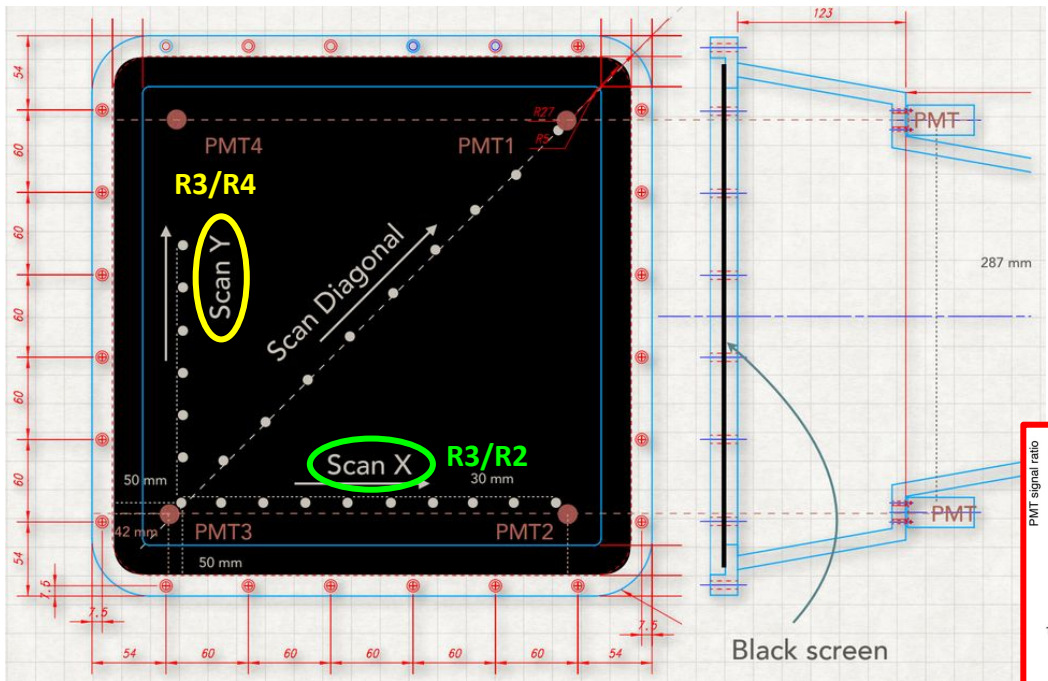 123
54
PMT4
PMT1
R27
R5
PMT
R3/R4
60
60
Scan Y
Scan Diagonal
60
287 mm
60
Scan X
R3/R2
30 mm
50 mm
60
42 mm
PMT3
PMT2
PMT
50 mm
54
7.5
7.5
7.5
54
60
60
60
60
60
54
Black screen
PMT signal ratio